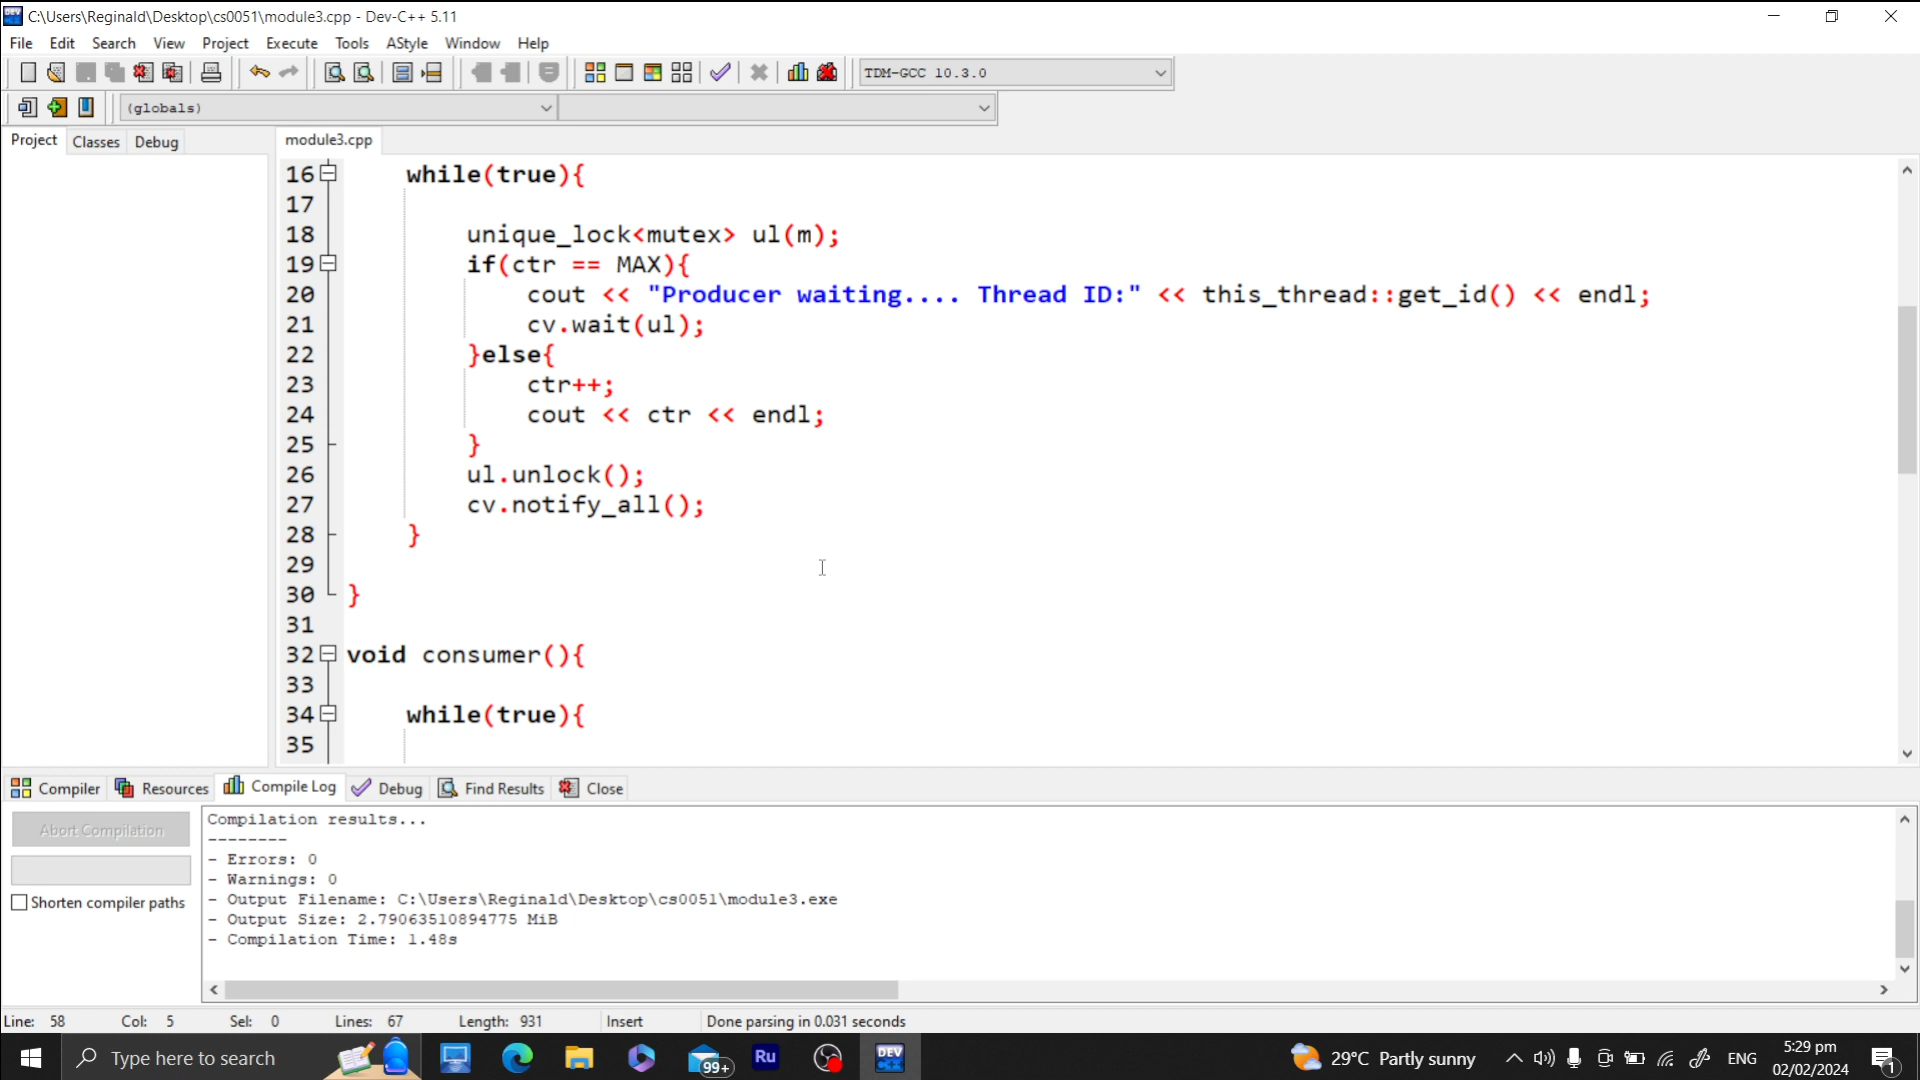 C:\Users\Reginald\Desktop\cs0051\module3.cpp - Dev-C++ 5.11
File Edit Search View Project Execute Tools AStyle Window Help
TDM-GCC 10.3.0
(globals)
Project Classes Debug
module3.cpp
16 while(true){
17
18 unique_lock<mutex> ul(m);
19 if(ctr == MAX){
20 cout << "Producer waiting.... Thread ID:" << this_thread::get_id() << endl;
21 cv.wait(ul);
22 }else{
23 ctr++;
24 cout << ctr << endl;
25 }
26 ul.unlock();
27 cv.notify_all();
28 }
29
30 }
31
32 void consumer(){
33
34 while(true){
35
Compiler Resources Compile Log Debug Find Results Close
Abort Compilation
Shorten compiler paths
Compilation results...
--------
- Errors: 0
- Warnings: 0
- Output Filename: C:\Users\Reginald\Desktop\cs0051\module3.exe
- Output Size: 2.79063510894775 MiB
- Compilation Time: 1.48s
Line: 58 Col: 5 Sel: 0 Lines: 67 Length: 931 Insert Done parsing in 0.031 seconds
Type here to search
99+
Ru
DEV C++
29°C Partly sunny
ENG
5:29 pm
02/02/2024
1